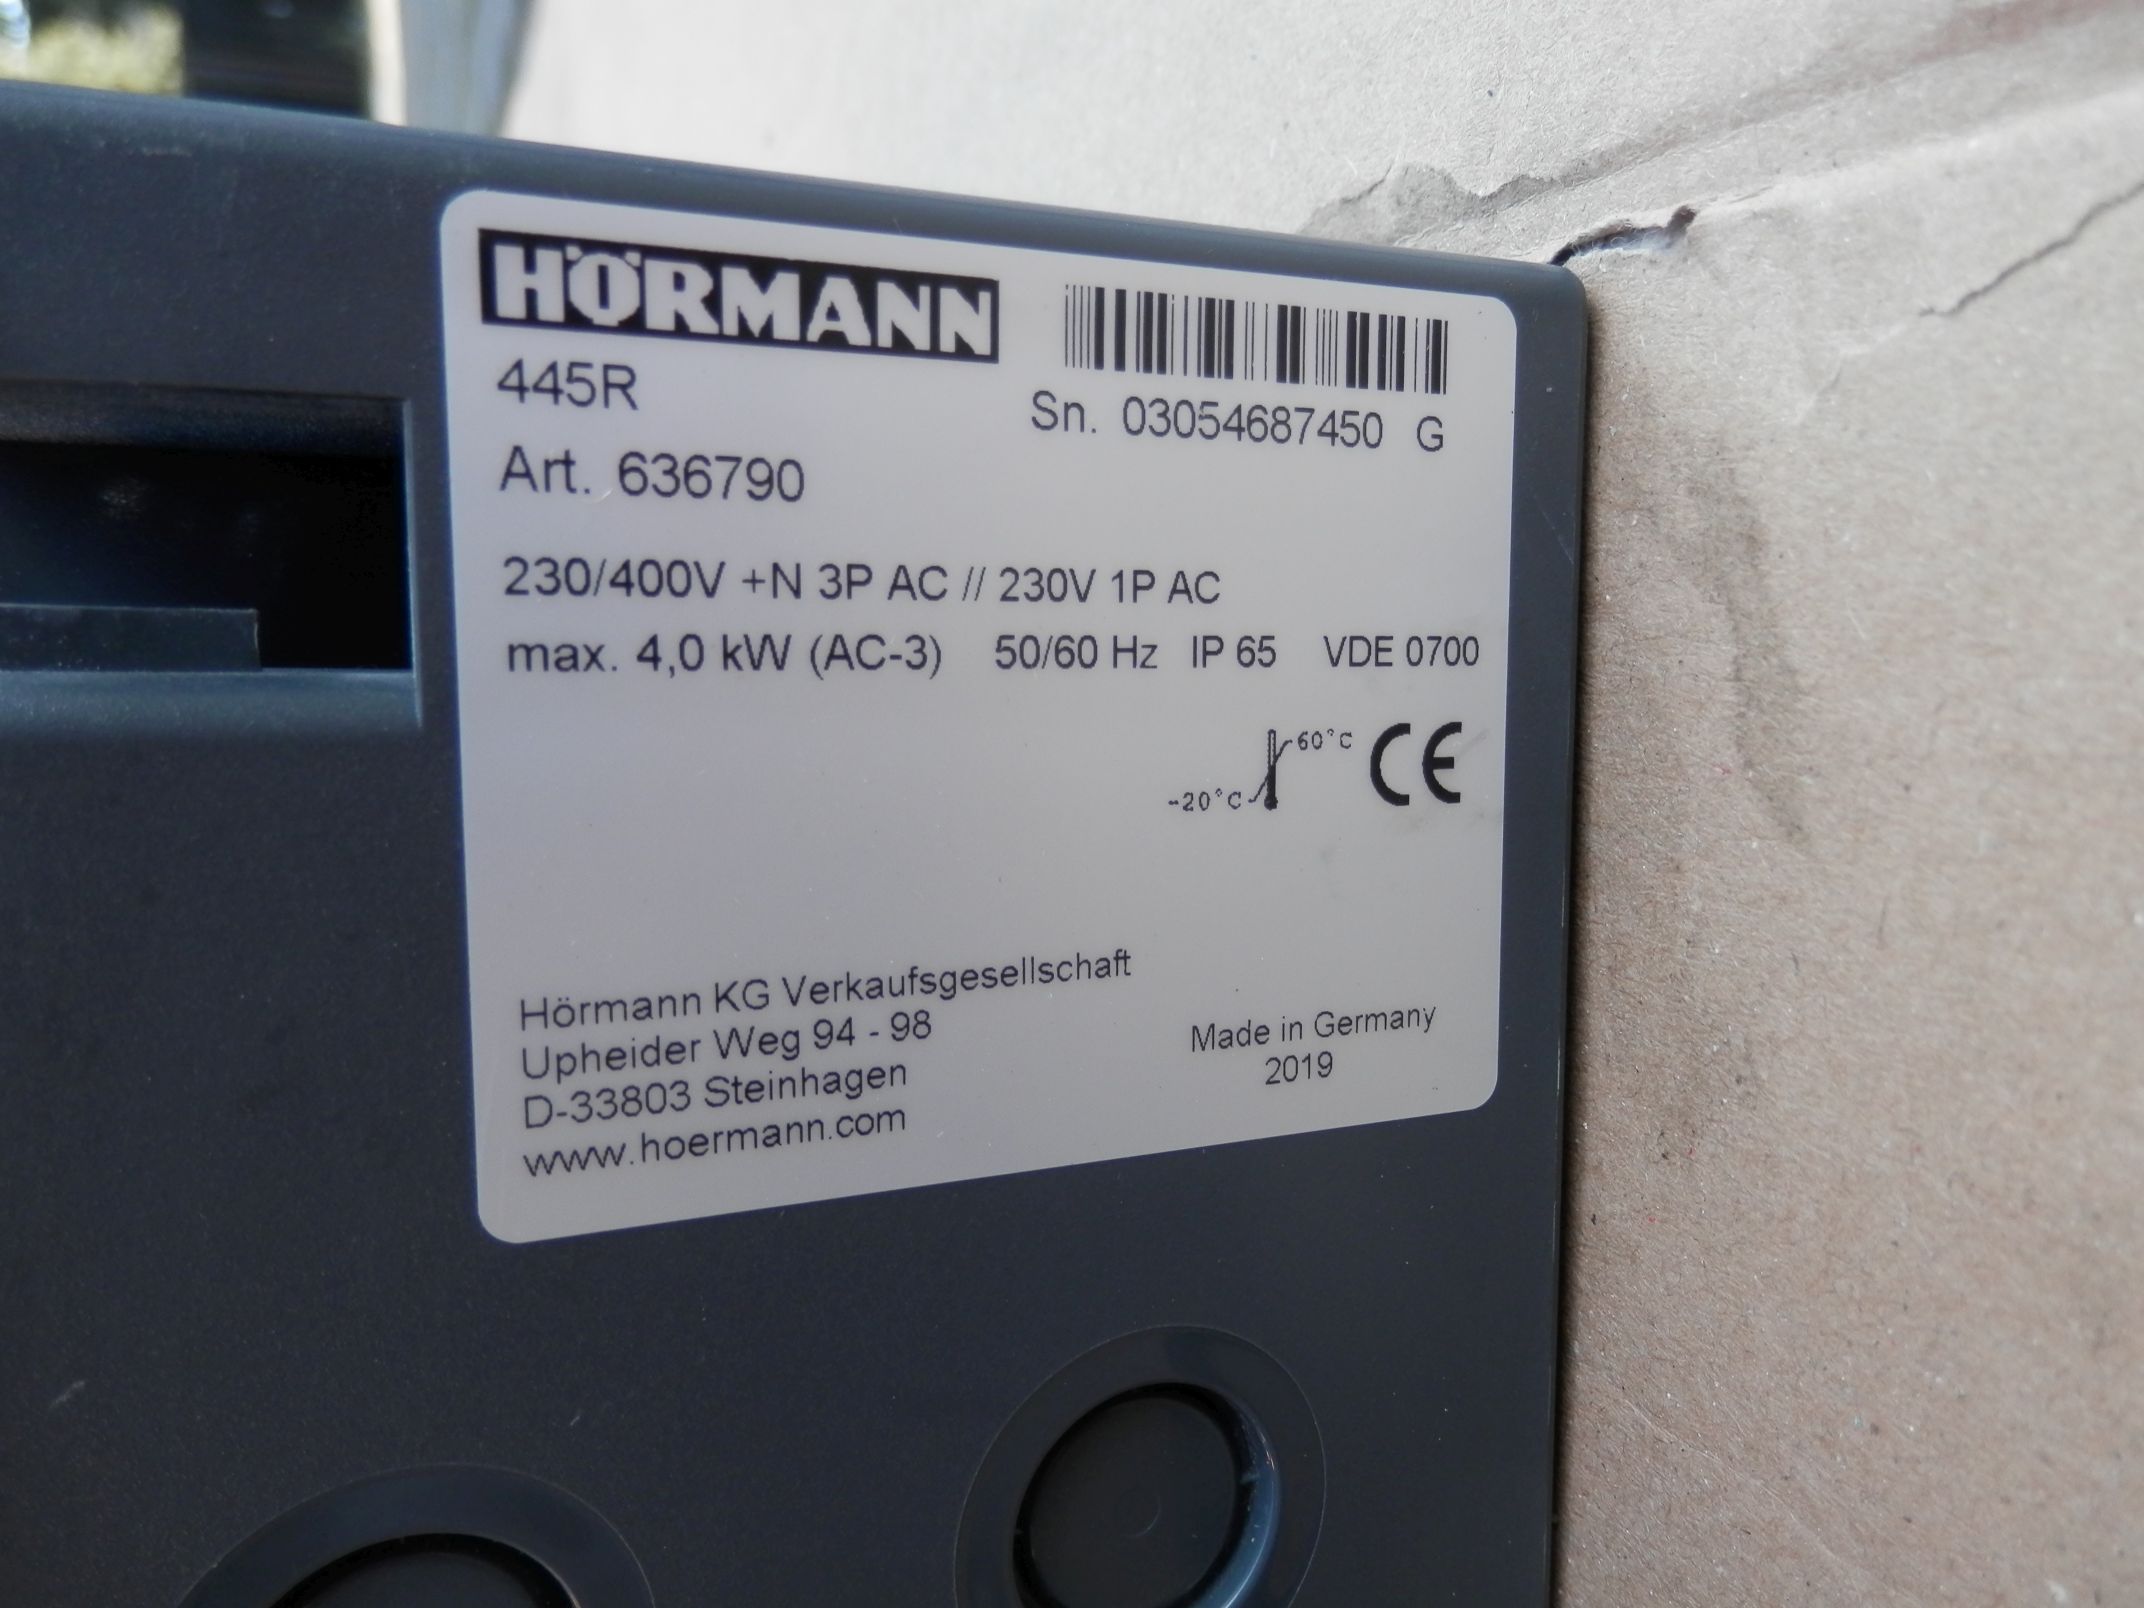 HÖRMANN
445R
Sn. 03054687450 G
Art. 636790
230/400V +N 3P AC // 230V 1P AC
max. 4,0 kW (AC-3) 50/60 Hz IP 65 VDE 0700
60°C
-20°C
CE
Hörmann KG Verkaufsgesellschaft
Upheider Weg 94 - 98
D-33803 Steinhagen
www.hoermann.com
Made in Germany
2019